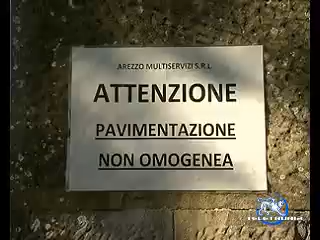 AREZZO MULTISERVIZI S.R.L
ATTENZIONE
PAVIMENTAZIONE
NON OMOGENEA